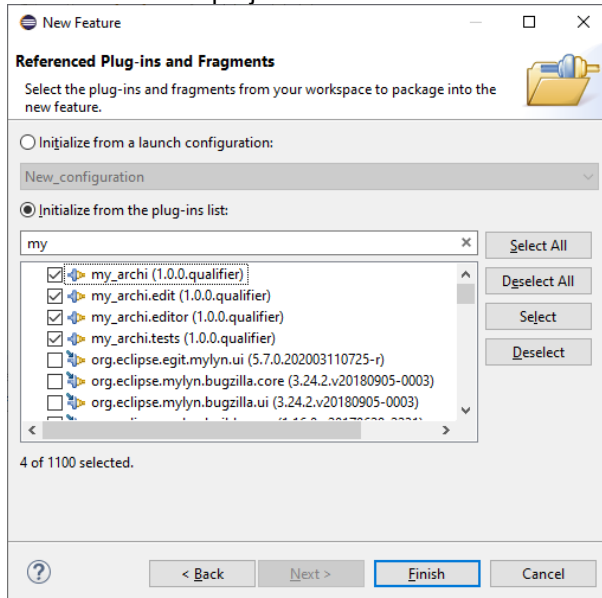 New Feature
Referenced Plug-ins and Fragments
Select the plug-ins and fragments from your workspace to package into the
new feature.
Initialize from a launch configuration:
New_configuration
Initialize from the plug-ins list:
my
Select All
my_archi (1.0.0.qualifier)
Deselect All
my_archi.edit (1.0.0.qualifier)
my_archi.editor (1.0.0.qualifier)
Select
my_archi.tests (1.0.0.qualifier)
org.eclipse.egit.mylyn.ui (5.7.0.202003110725-r)
Deselect
org.eclipse.mylyn.bugzilla.core (3.24.2.v20180905-0003)
org.eclipse.mylyn.bugzilla.ui (3.24.2.v20180905-0003)
4 of 1100 selected.
?
< Back
Next >
Finish
Cancel